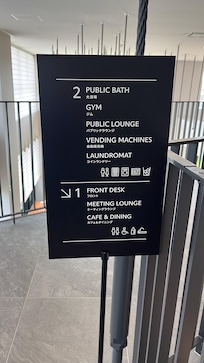 2 PUBLIC BATH
大浴場
GYM
ジム
PUBLIC LOUNGE
パブリックラウンジ
VENDING MACHINES
自動販売機
LAUNDROMAT
コインランドリー
↘1 FRONT DESK
フロント
MEETING LOUNGE
ミーティングラウンジ
CAFE & DINING
カフェ&ダイニング